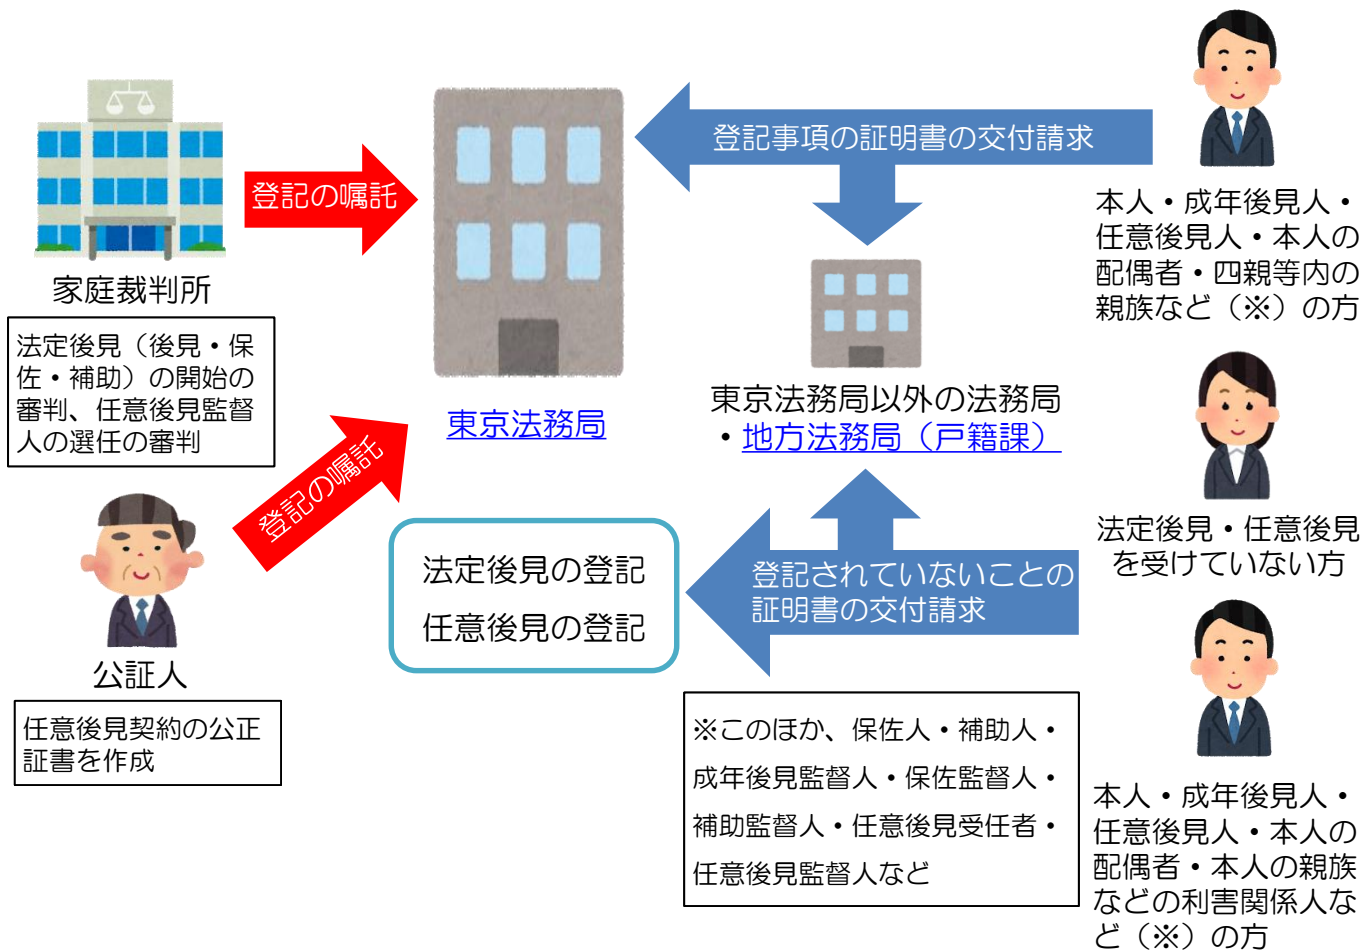 家庭裁判所
法定後見（後見・保
佐・補助）の開始の
審判、任意後見監督
人の選任の審判
登記の嘱託
公証人
任意後見契約の公正
証書を作成
登記の嘱託
東京法務局
法定後見の登記
任意後見の登記
登記事項の証明書の交付請求
東京法務局以外の法務局
・地方法務局（戸籍課）
登記されていないことの
証明書の交付請求
※このほか、保佐人・補助人・
成年後見監督人・保佐監督人・
補助監督人・任意後見受任者・
任意後見監督人など
本人・成年後見人・
任意後見人・本人の
配偶者・四親等内の
親族など（※）の方
法定後見・任意後見
を受けていない方
本人・成年後見人・
任意後見人・本人の
配偶者・本人の親族
などの利害関係人な
ど（※）の方